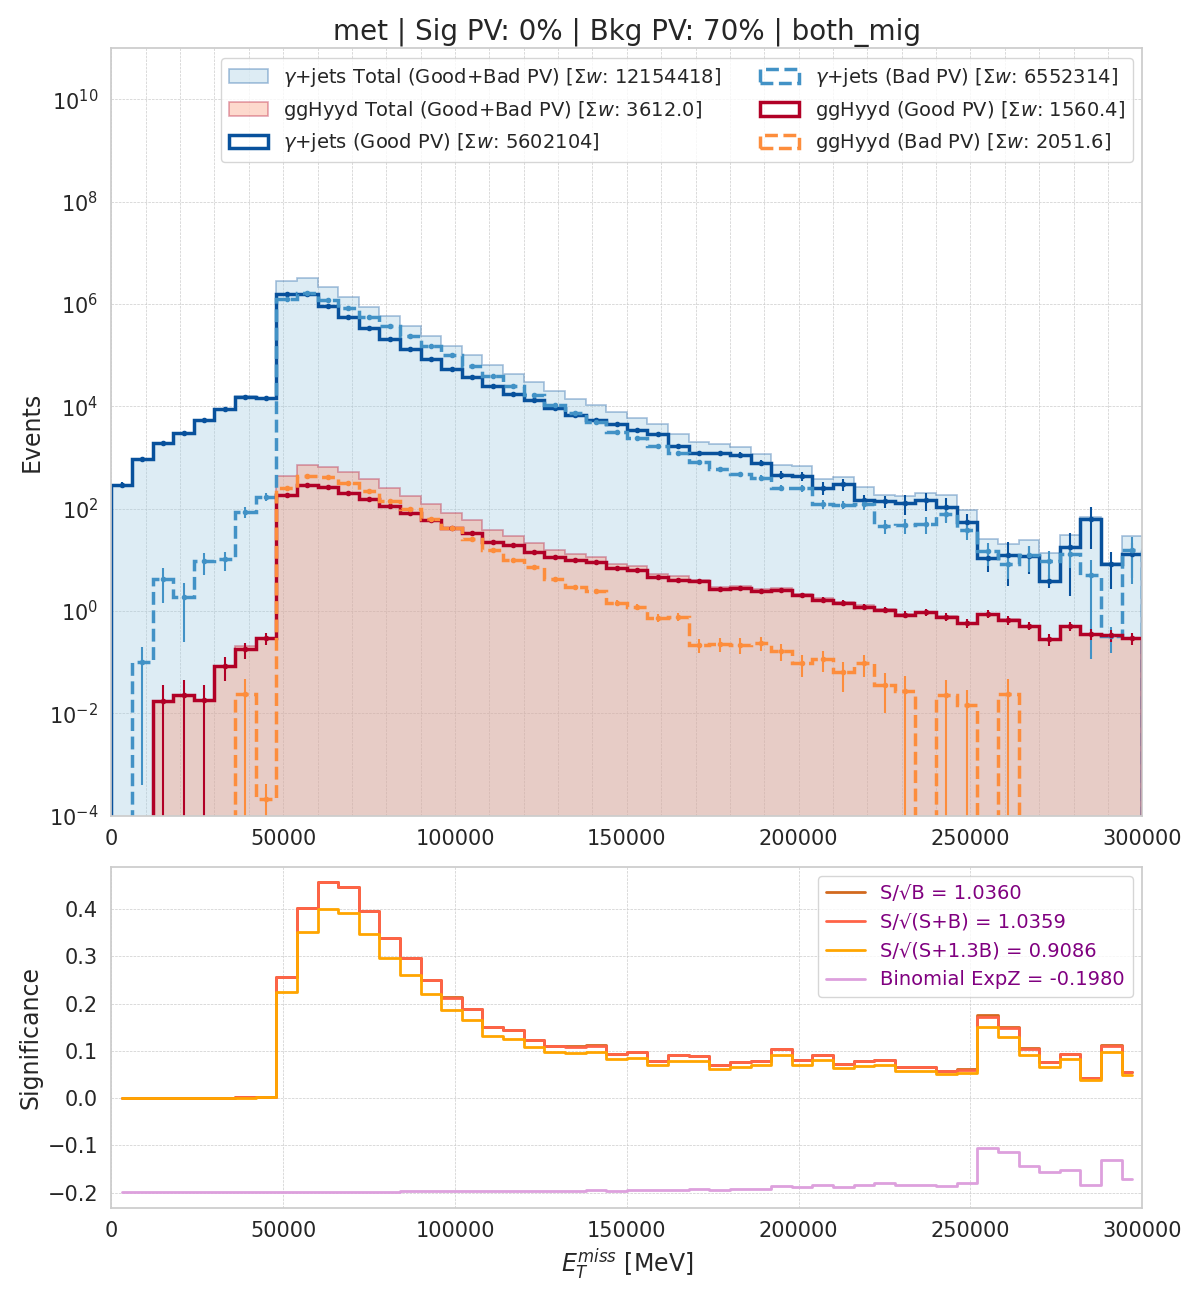 met | Sig PV: 0% | Bkg PV: 70% | both_mig
γ+jets Total (Good+Bad PV) [Σw: 12154418]
ggHyyd Total (Good+Bad PV) [Σw: 3612.0]
γ+jets (Good PV) [Σw: 5602104]
γ+jets (Bad PV) [Σw: 6552314]
ggHyyd (Good PV) [Σw: 1560.4]
ggHyyd (Bad PV) [Σw: 2051.6]
Events
10^10
10^8
10^6
10^4
10^2
10^0
10^−2
10^−4
0 50000 100000 150000 200000 250000 300000
S/√B = 1.0360
S/√(S+B) = 1.0359
S/√(S+1.3B) = 0.9086
Binomial ExpZ = -0.1980
Significance
0.4
0.3
0.2
0.1
0.0
−0.1
−0.2
0 50000 100000 150000 200000 250000 300000
E_T^miss [MeV]